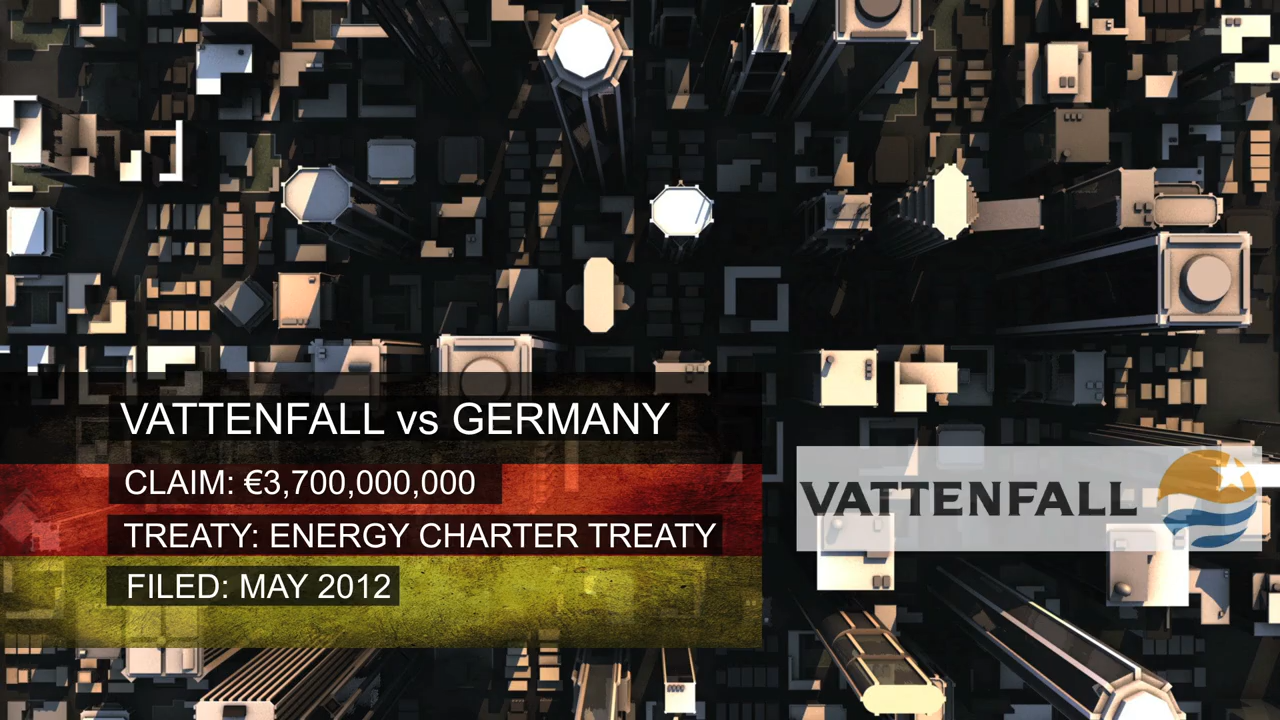 VATTENFALL vs GERMANY
CLAIM: €3,700,000,000
TREATY: ENERGY CHARTER TREATY
FILED: MAY 2012
VATTENFALL